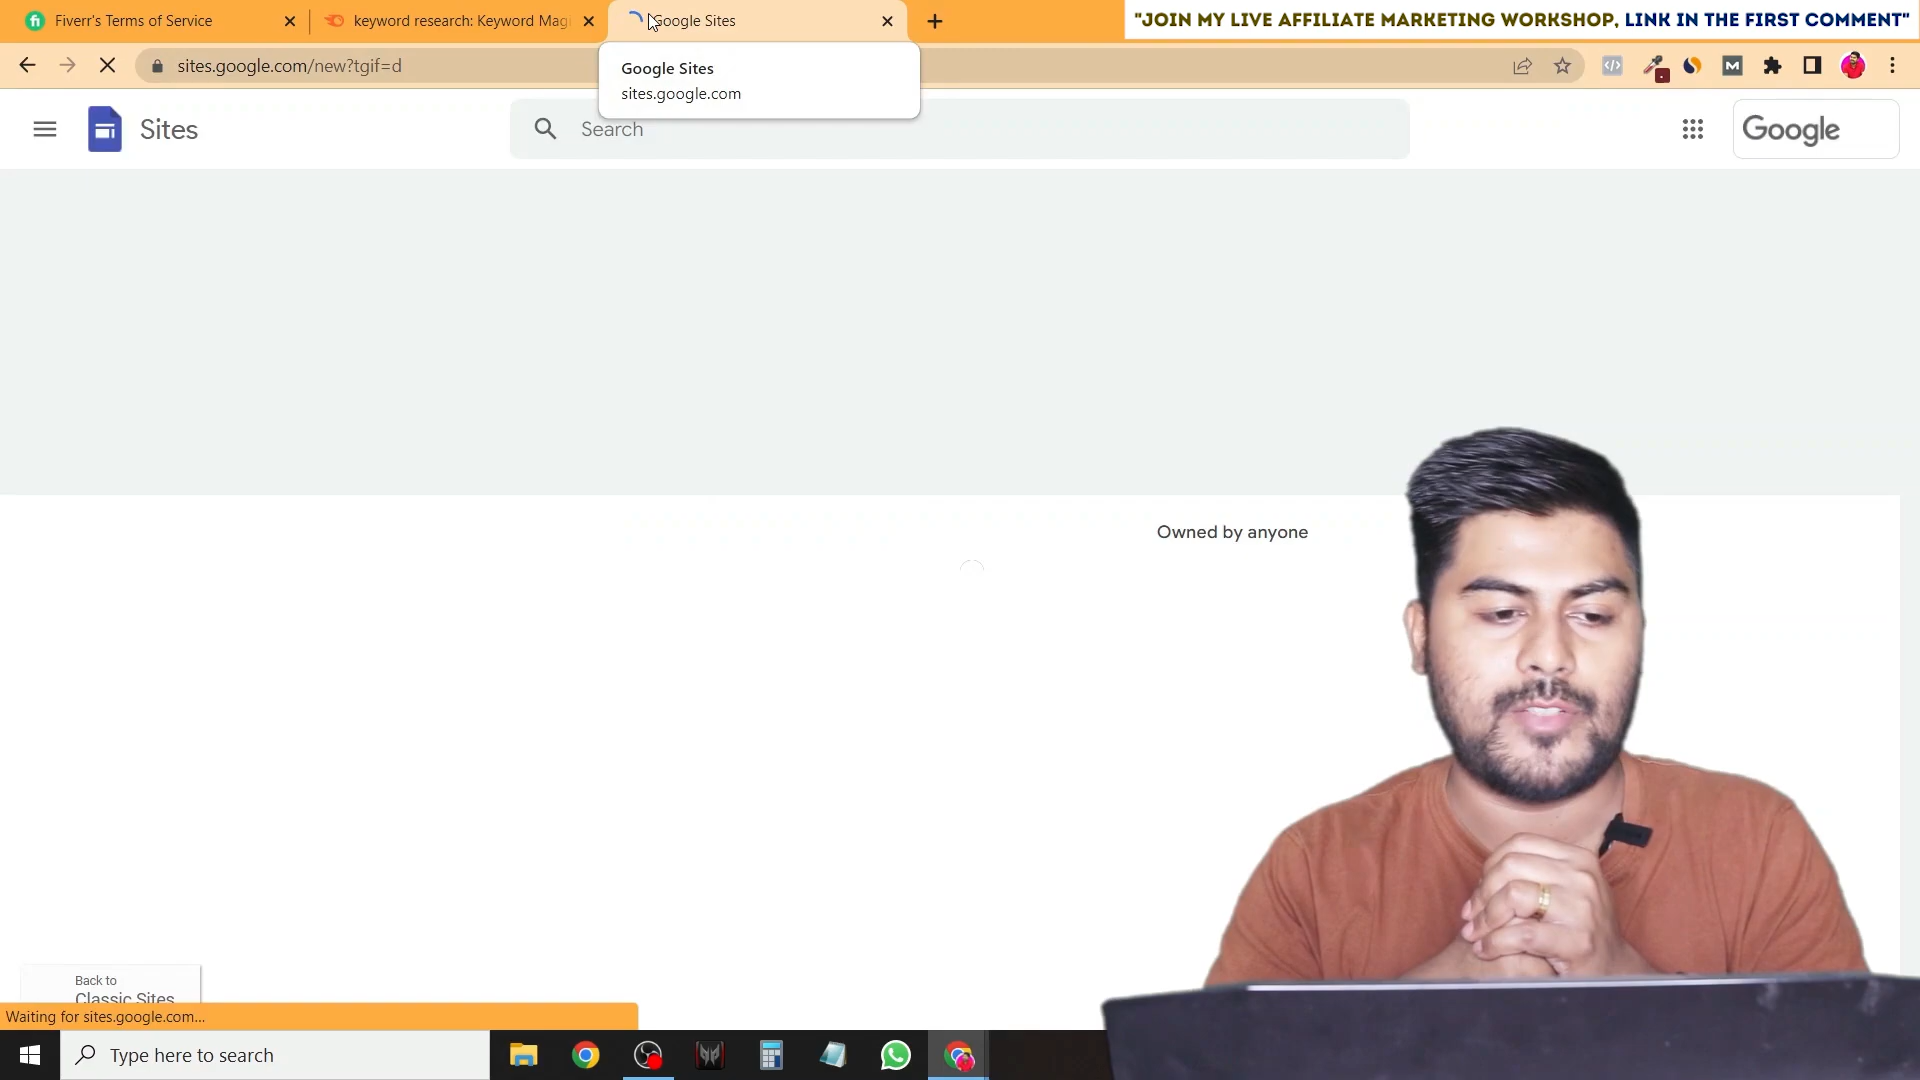 Fiverr's Terms of Service
keyword research: Keyword Mag
Google Sites
"JOIN MY LIVE AFFILIATE MARKETING WORKSHOP, LINK IN THE FIRST COMMENT"
sites.google.com/new?tgif=d
Google Sites
sites.google.com
Sites
Search
Google
Owned by anyone
Back to
Classic Sites
Waiting for sites.google.com...
Type here to search